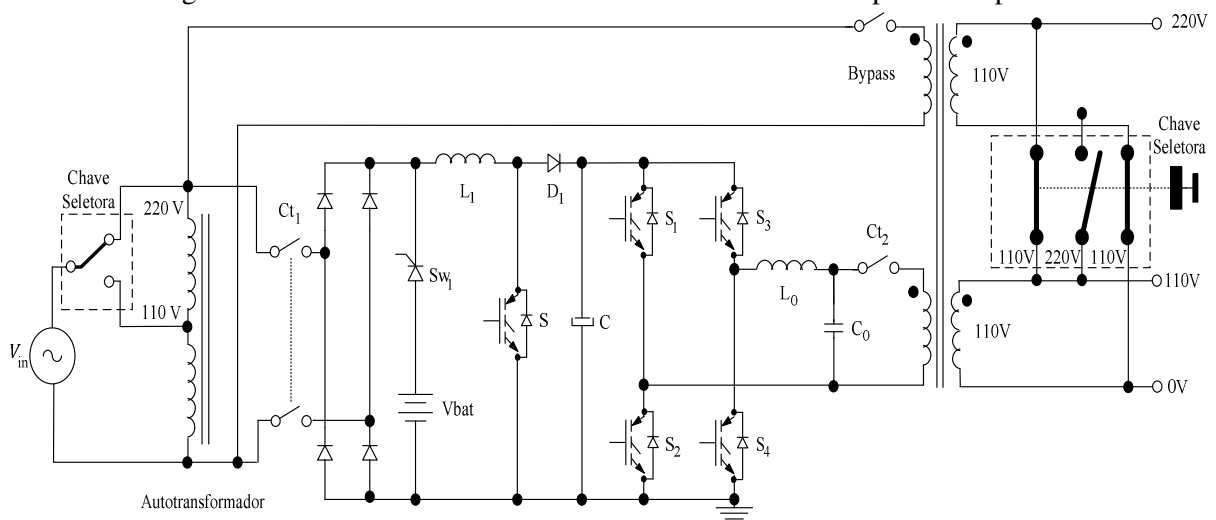 220V
Bypass
110V
Chave
Seletora
Chave
Seletora
220 V
Ct1
L1
D1
S1
S3
Ct2
110V
220V
110V
110V
Sw1
L0
110 V
S
C
C0
110V
Vin
Vbat
S2
S4
0V
Autotransformador